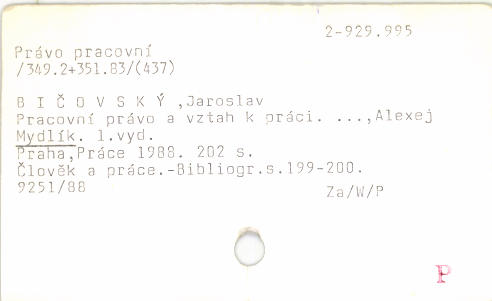 2-929.995
Právo pracovní
/349.2+351.83/(437)
B I Č O V S K Ý ,Jaroslav
Pracovní právo a vztah k práci. ...,Alexej
Mydlík. 1.vyd.
Praha,Práce 1988. 202 s.
Člověk a práce.-Bibliogr.s.199-200.
9251/88
Za/W/P
P